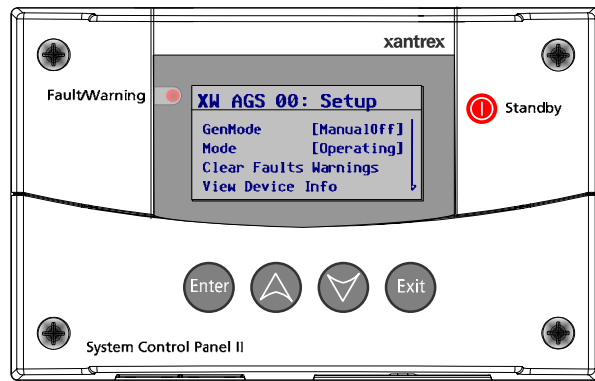 xantrex
Fault/Warning
Standby
XW AGS 00: Setup
GenMode [ManualOff]
Mode [Operating]
Clear Faults Warnings
View Device Info
Enter
Exit
System Control Panel II